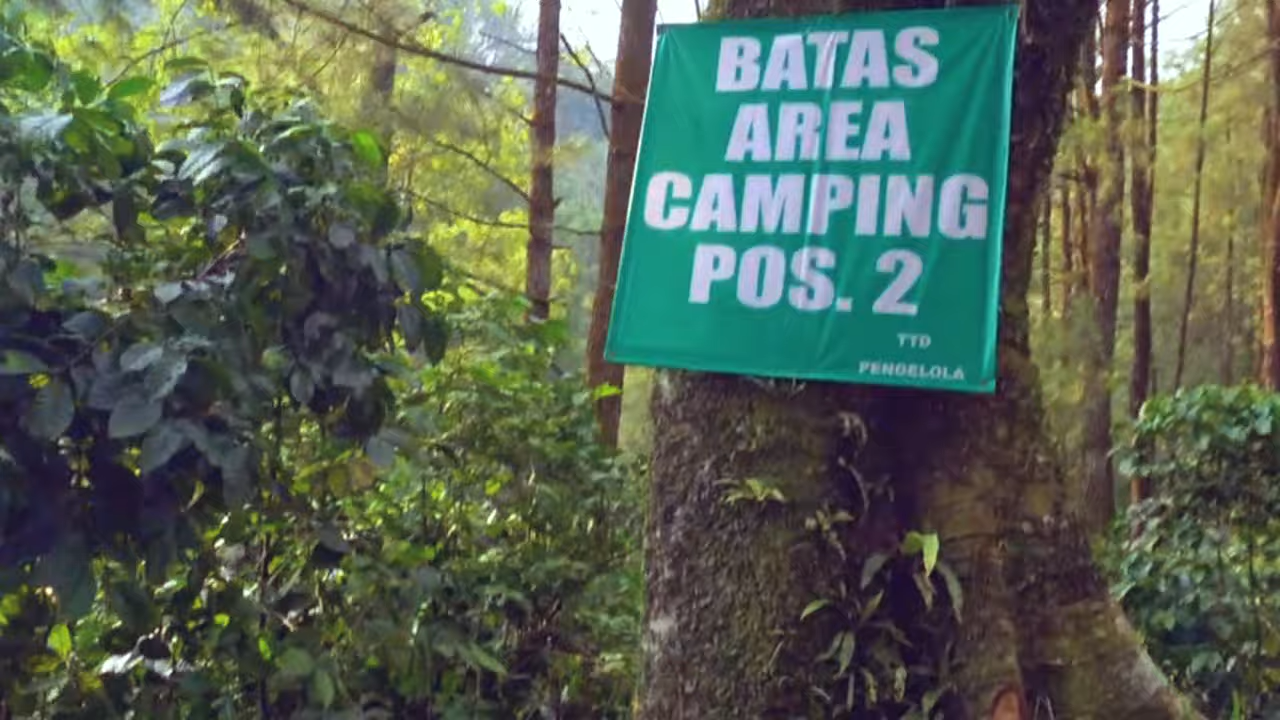 BATAS
AREA
CAMPING
POS. 2
TTD
PENGELOLA